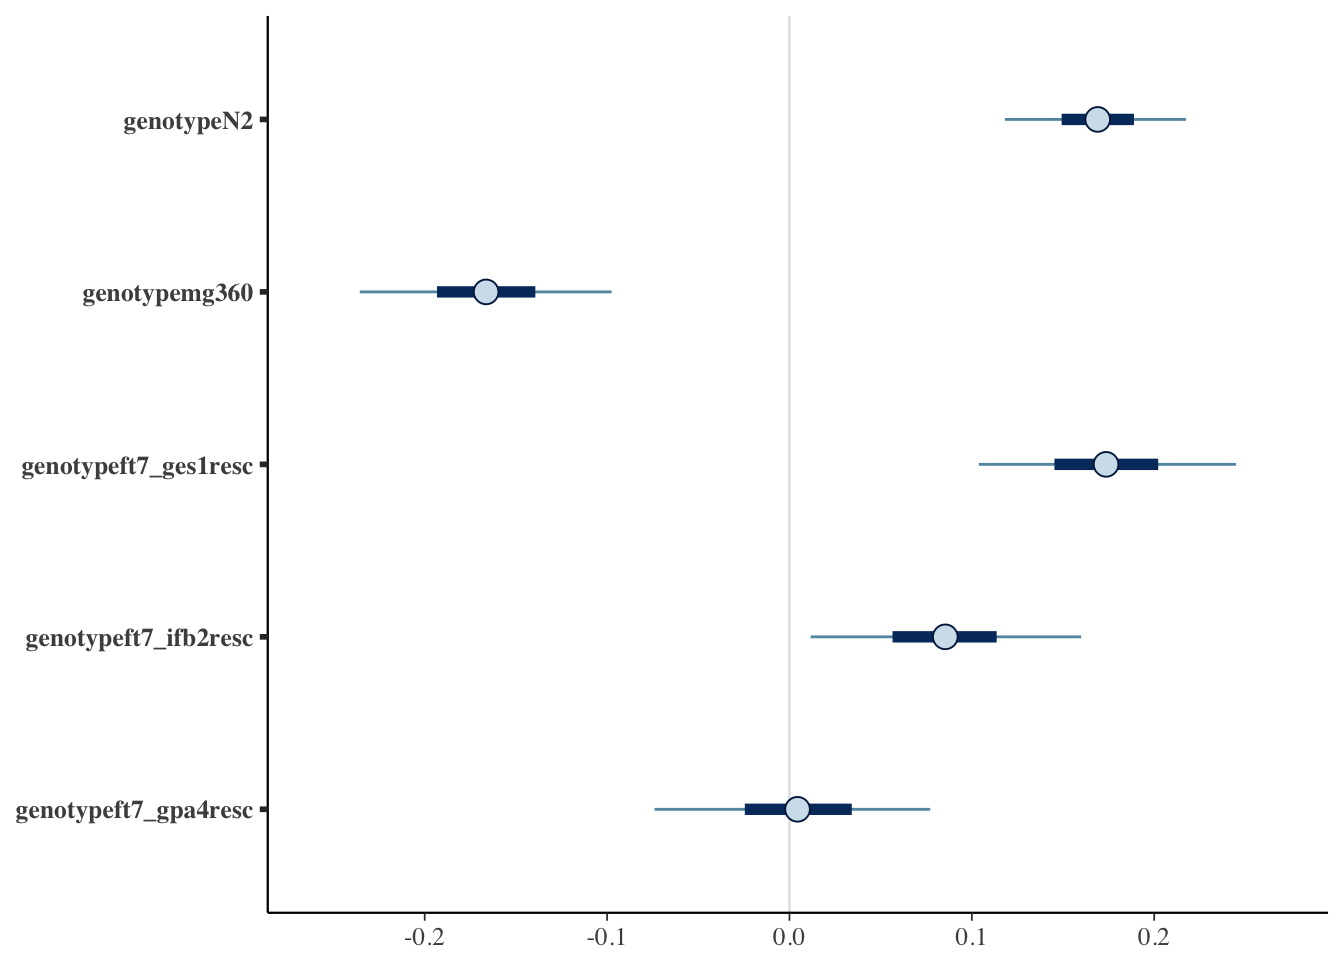 genotypeN2
genotypemg360
genotypeft7_ges1resc
genotypeft7_ifb2resc
genotypeft7_gpa4resc
-0.2 -0.1 0.0 0.1 0.2